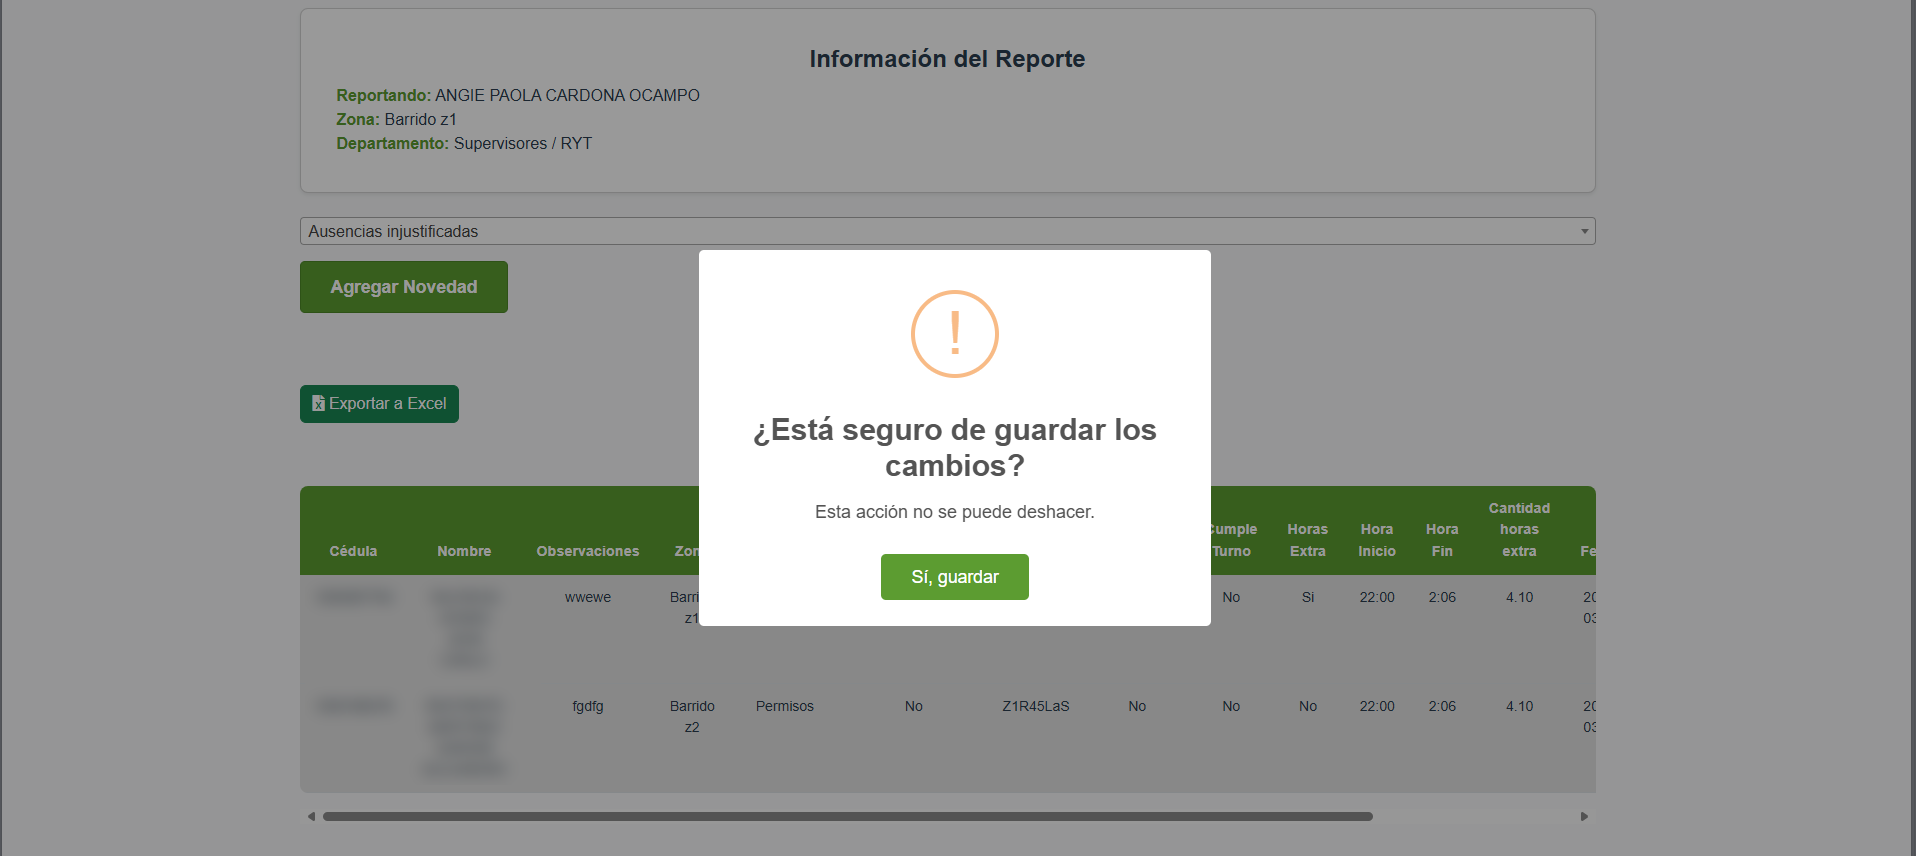 Información del Reporte
Reportando: ANGIE PAOLA CARDONA OCAMPO
Zona: Barrido z1
Departamento: Supervisores / RYT
Ausencias injustificadas
Agregar Novedad
Exportar a Excel
¿Está seguro de guardar los
cambios?
Esta acción no se puede deshacer.
Sí, guardar
Cédula Nombre Observaciones Zon Cumple Turno Horas Extra Hora Inicio Hora Fin Cantidad horas extra Fe
wwewe Barri z1 No Si 22:00 2:06 4.10 20 03
fgdfg Barrido z2 Permisos No Z1R45LaS No No No 22:00 2:06 4.10 20 03